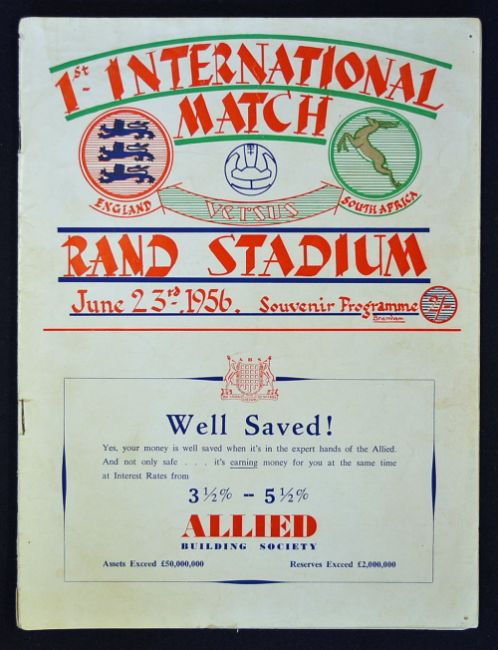 1st INTERNATIONAL
MATCH
ENGLAND
VERSUS
SOUTH AFRICA
RAND STADIUM
June 23rd, 1956. Souvenir Programme 2/-
Well Saved!
Yes, your money is well saved when it's in the expert hands of the Allied.
And not only safe . . . . it's earning money for you at the same time
at Interest Rates from
3½% -- 5½%
ALLIED
BUILDING SOCIETY
Assets Exceed £50,000,000 Reserves Exceed £2,000,000